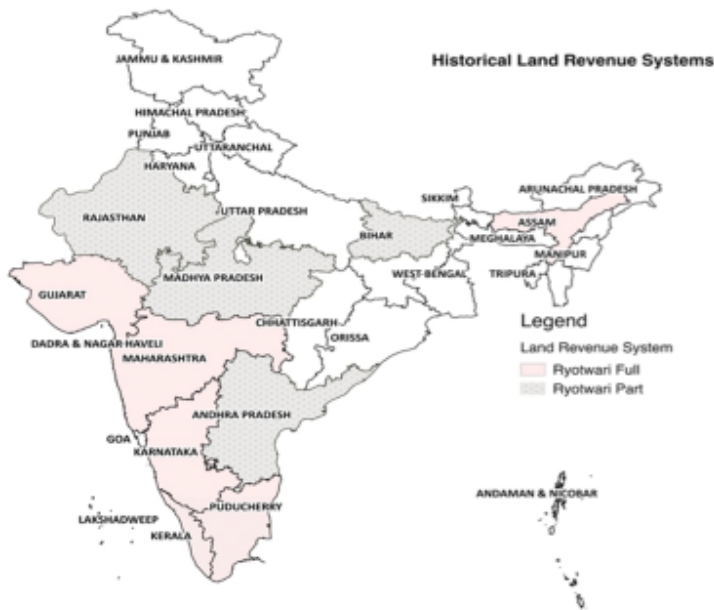 JAMMU & KASHMIR
Historical Land Revenue Systems
HIMACHAL PRADESH
PUNJAB
UTTARANCHAL
HARYANA
SIKKIM
ARUNACHAL PRADESH
RAJASTHAN
UTTAR PRADESH
ASSAM
BIHAR
MEGHALAYA
MANIPUR
MADHYA PRADESH
WEST-BENGAL
TRIPURA
GUJARAT
CHHATTISGARH
ORISSA
Legend
DADRA & NAGAR HAVELI
MAHARASHTRA
Land Revenue System
Ryotwari Full
Ryotwari Part
ANDHRA PRADESH
GOA
KARNATAKA
ANDAMAN & NICOBAR
PUDUCHERRY
LAKSHADWEEP
KERALA